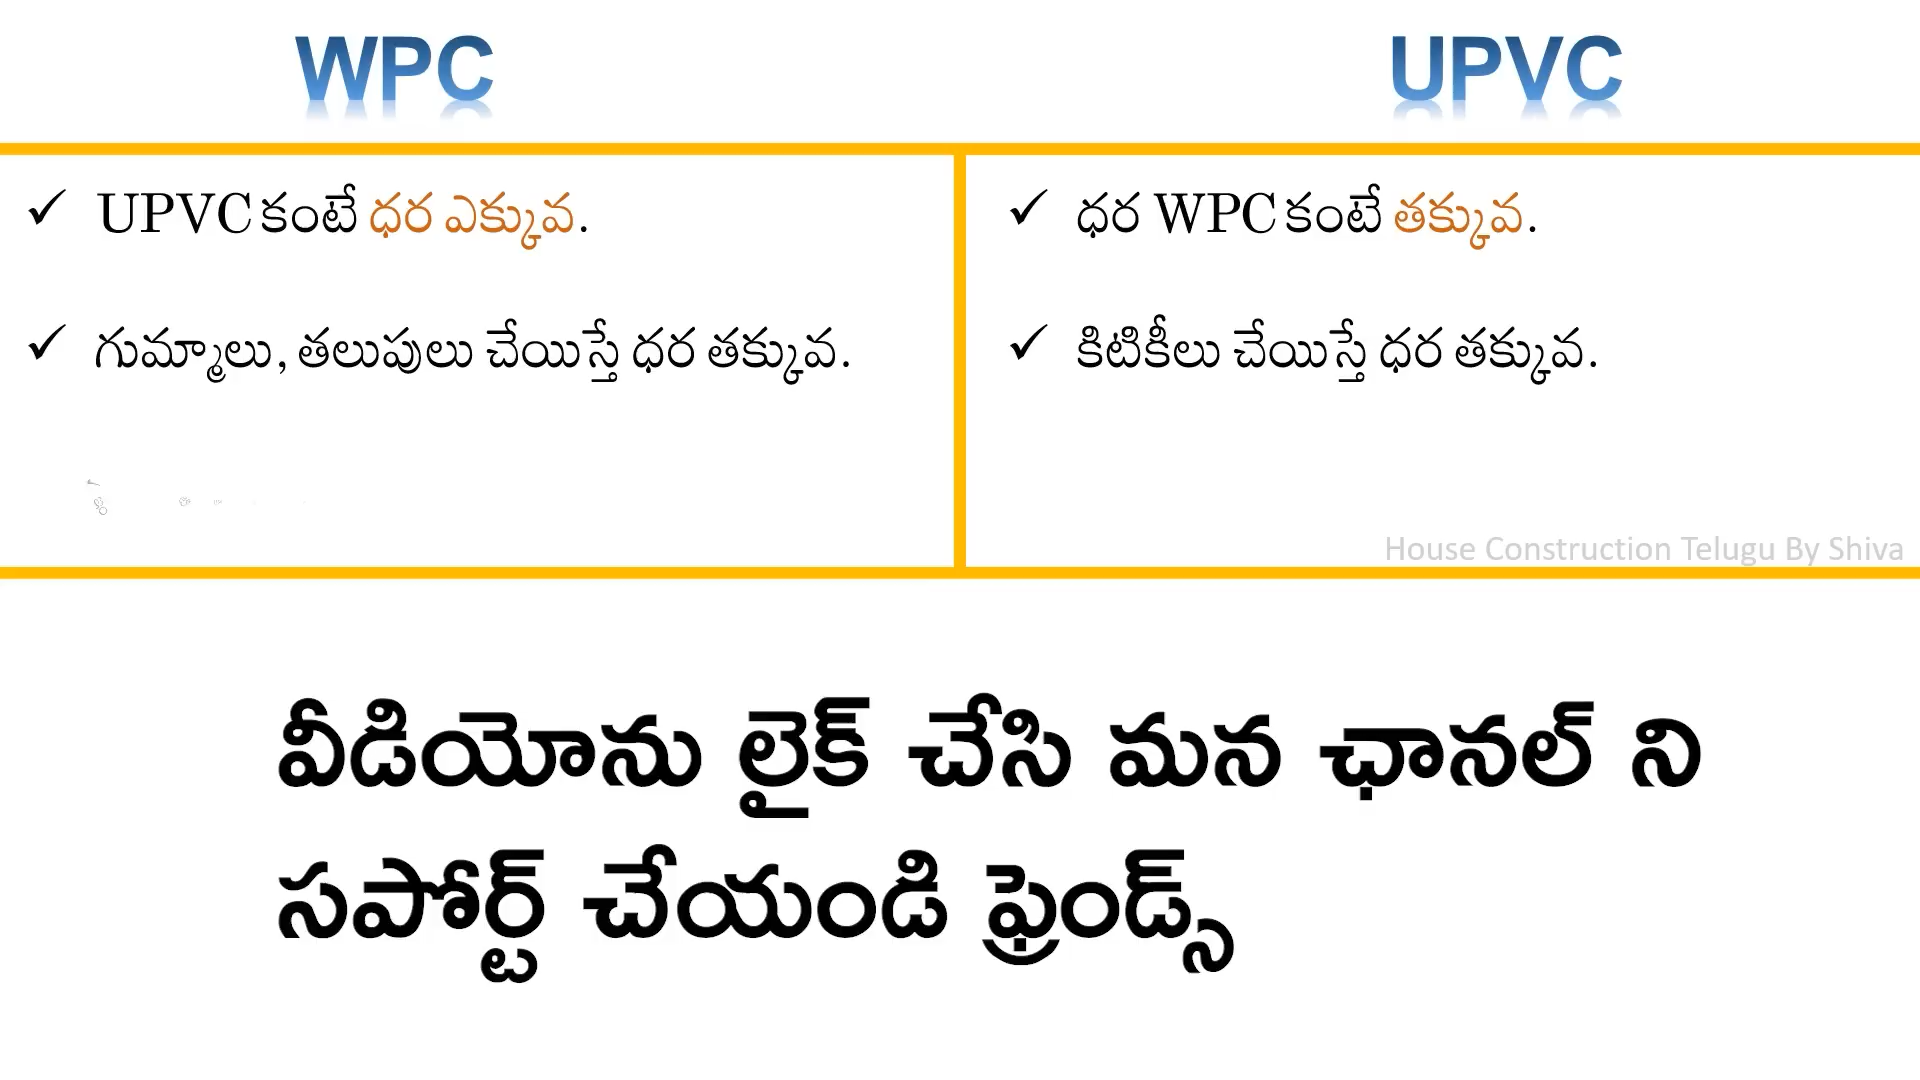 WPC
UPVC
✓ UPVC కంటే ధర ఎక్కువ.
✓ గుమ్మాలు, తలుపులు చేయిస్తే ధర తక్కువ.
✓ ధర WPC కంటే తక్కువ.
✓ కిటికీలు చేయిస్తే ధర తక్కువ.
House Construction Telugu By Shiva
వీడియోను లైక్ చేసి మన ఛానల్ ని
సపోర్ట్ చేయండి ఫ్రెండ్స్